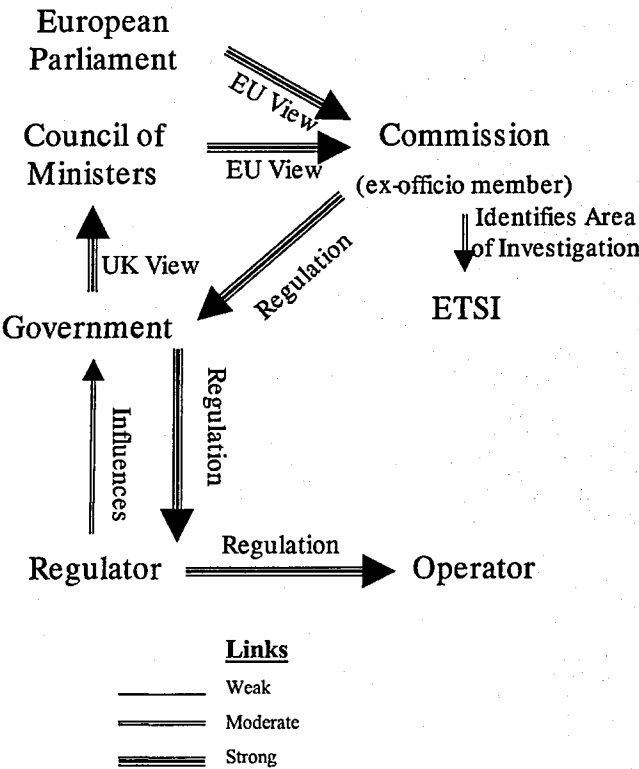 European
Parliament
EU View
Council of
Ministers
EU View
Commission
(ex-officio member)
Identifies Area
of Investigation
UK View
Regulation
ETSI
Government
Influences
Regulation
Regulator
Regulation
Operator
Links
Weak
Moderate
Strong